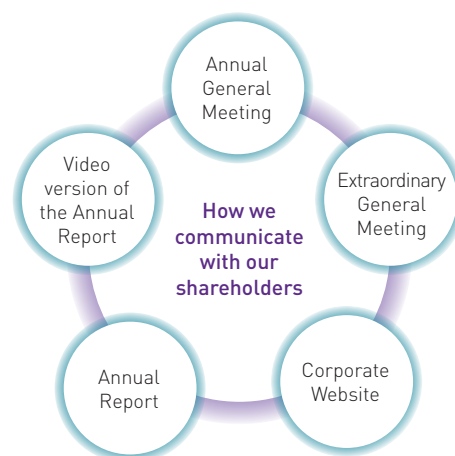 Annual
General
Meeting
Extraordinary
General
Meeting
Corporate
Website
Annual
Report
Video
version of
the Annual
Report
How we
communicate
with our
shareholders